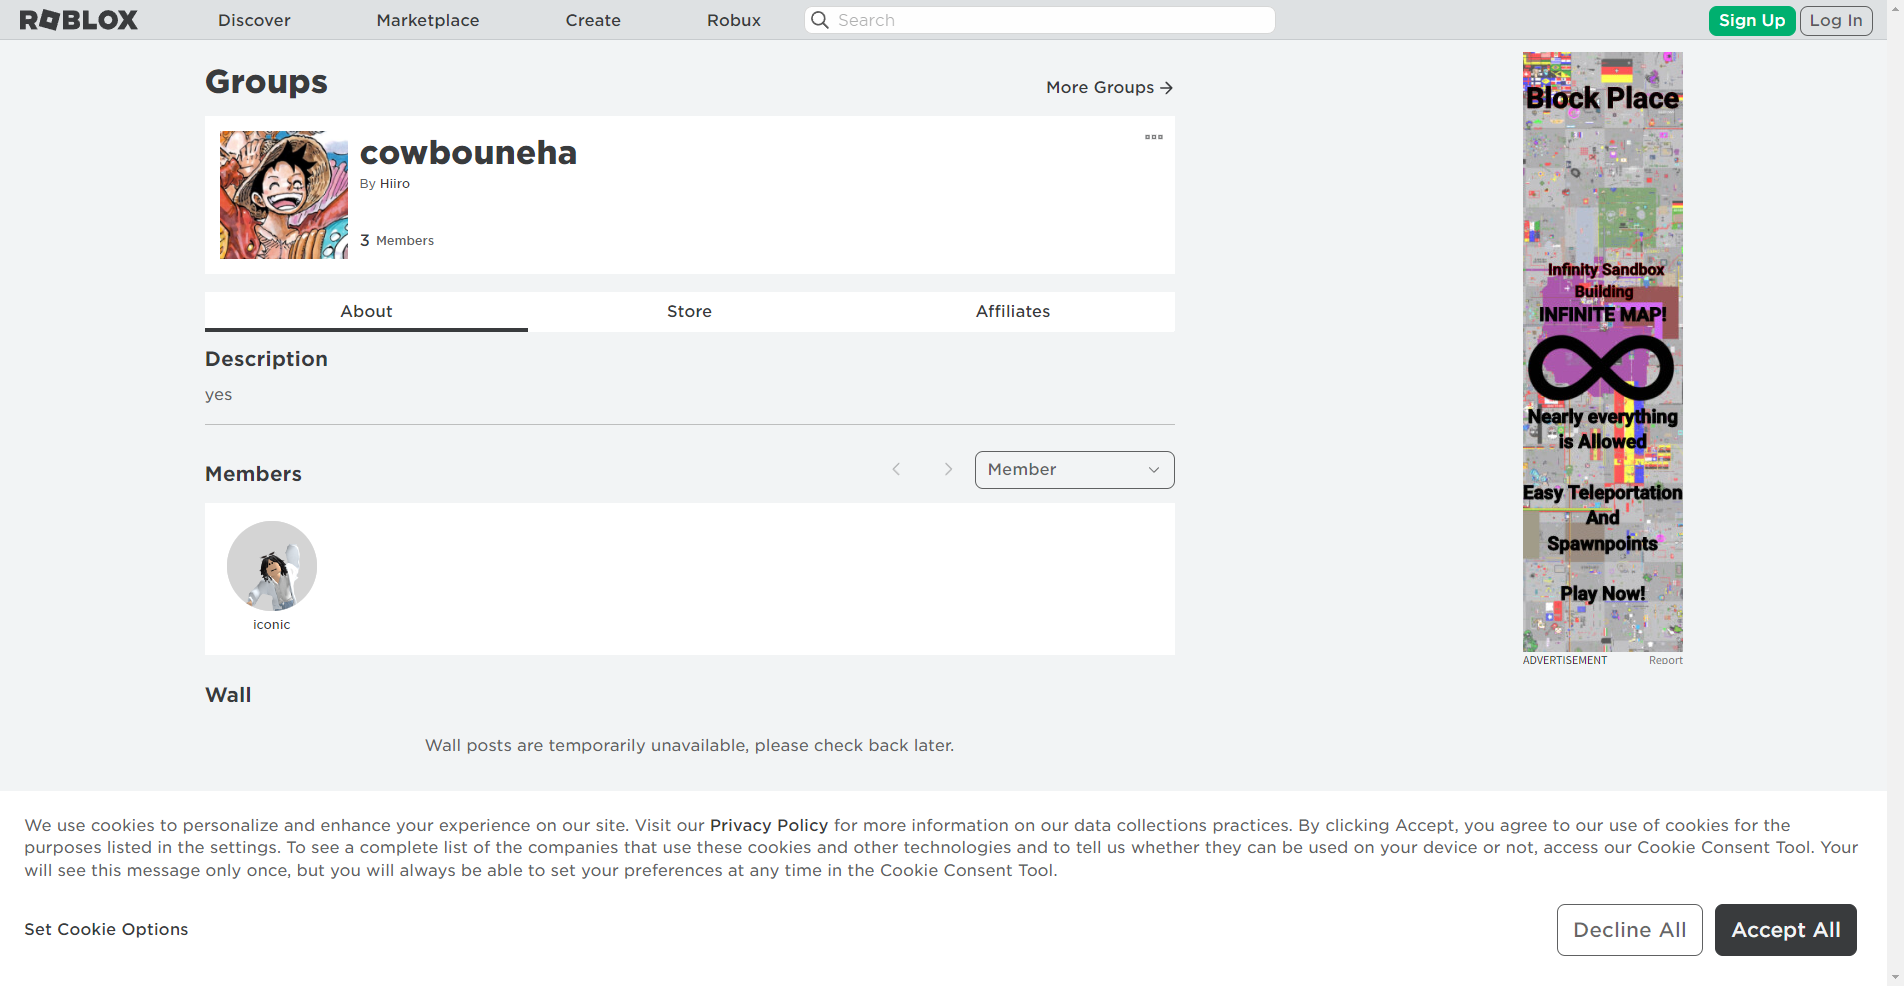 ROBLOX
Discover
Marketplace
Create
Robux
Search
Sign Up
Log In
Groups
More Groups
cowbouneha
By Hiiro
3 Members
About
Store
Affiliates
Description
yes
Members
Member
iconic
Wall
Wall posts are temporarily unavailable, please check back later.
Block Place
Infinity Sandbox
Building
INFINITE MAP!
Nearly everything
is Allowed
Easy Teleportation
And
Spawnpoints
Play Now!
ADVERTISEMENT
Report
We use cookies to personalize and enhance your experience on our site. Visit our Privacy Policy for more information on our data collections practices. By clicking Accept, you agree to our use of cookies for the
purposes listed in the settings. To see a complete list of the companies that use these cookies and other technologies and to tell us whether they can be used on your device or not, access our Cookie Consent Tool. Your
will see this message only once, but you will always be able to set your preferences at any time in the Cookie Consent Tool.
Set Cookie Options
Decline All
Accept All